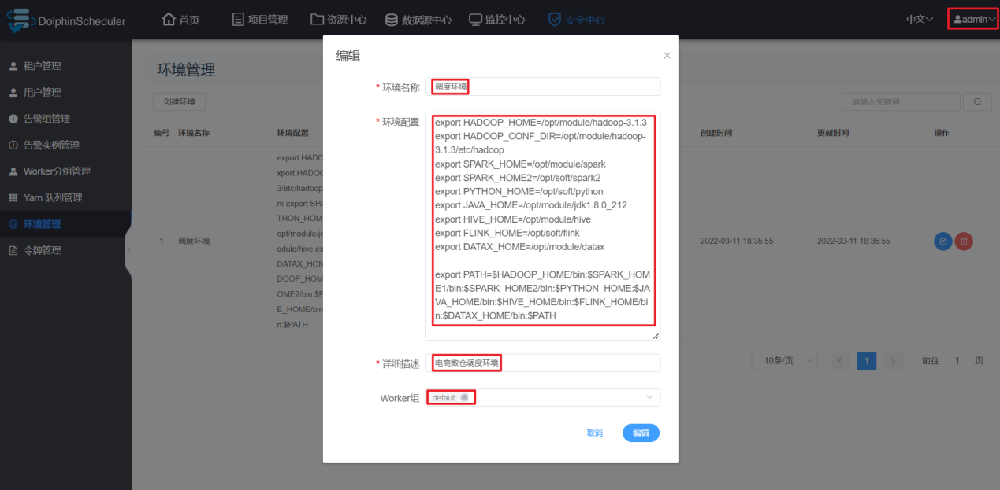 DolphinScheduler
首页
项目管理
资源中心
数据源中心
监控中心
安全中心
中文
admin
租户管理
用户管理
告警组管理
告警实例管理
Worker分组管理
Yarn 队列管理
环境管理
令牌管理
环境管理
创建环境
请输入关键词
编号 环境名称 环境配置 创建时间 更新时间 操作
1 调度环境 2022-03-11 18:35:55 2022-03-11 18:35:55
export HADO
xport HADOO
3/etc/hadoop
rk export SPA
THON_HOM
opt/module/jd
odule/hive ex
DATAX_HOM
DOOP_HOM
OME2/bin:$P
E_HOME/bin
n:$PATH
10条/页
1
前往 1 页
编辑
* 环境名称 调度环境
* 环境配置
export HADOOP_HOME=/opt/module/hadoop-3.1.3
export HADOOP_CONF_DIR=/opt/module/hadoop-
3.1.3/etc/hadoop
export SPARK_HOME=/opt/module/spark
export SPARK_HOME2=/opt/soft/spark2
export PYTHON_HOME=/opt/soft/python
export JAVA_HOME=/opt/module/jdk1.8.0_212
export HIVE_HOME=/opt/module/hive
export FLINK_HOME=/opt/soft/flink
export DATAX_HOME=/opt/module/datax
export PATH=$HADOOP_HOME/bin:$SPARK_HOM
E1/bin:$SPARK_HOME2/bin:$PYTHON_HOME:$JA
VA_HOME/bin:$HIVE_HOME/bin:$FLINK_HOME/bi
n:$DATAX_HOME/bin:$PATH
* 详细描述 电商数仓调度环境
Worker组 default
取消
编辑